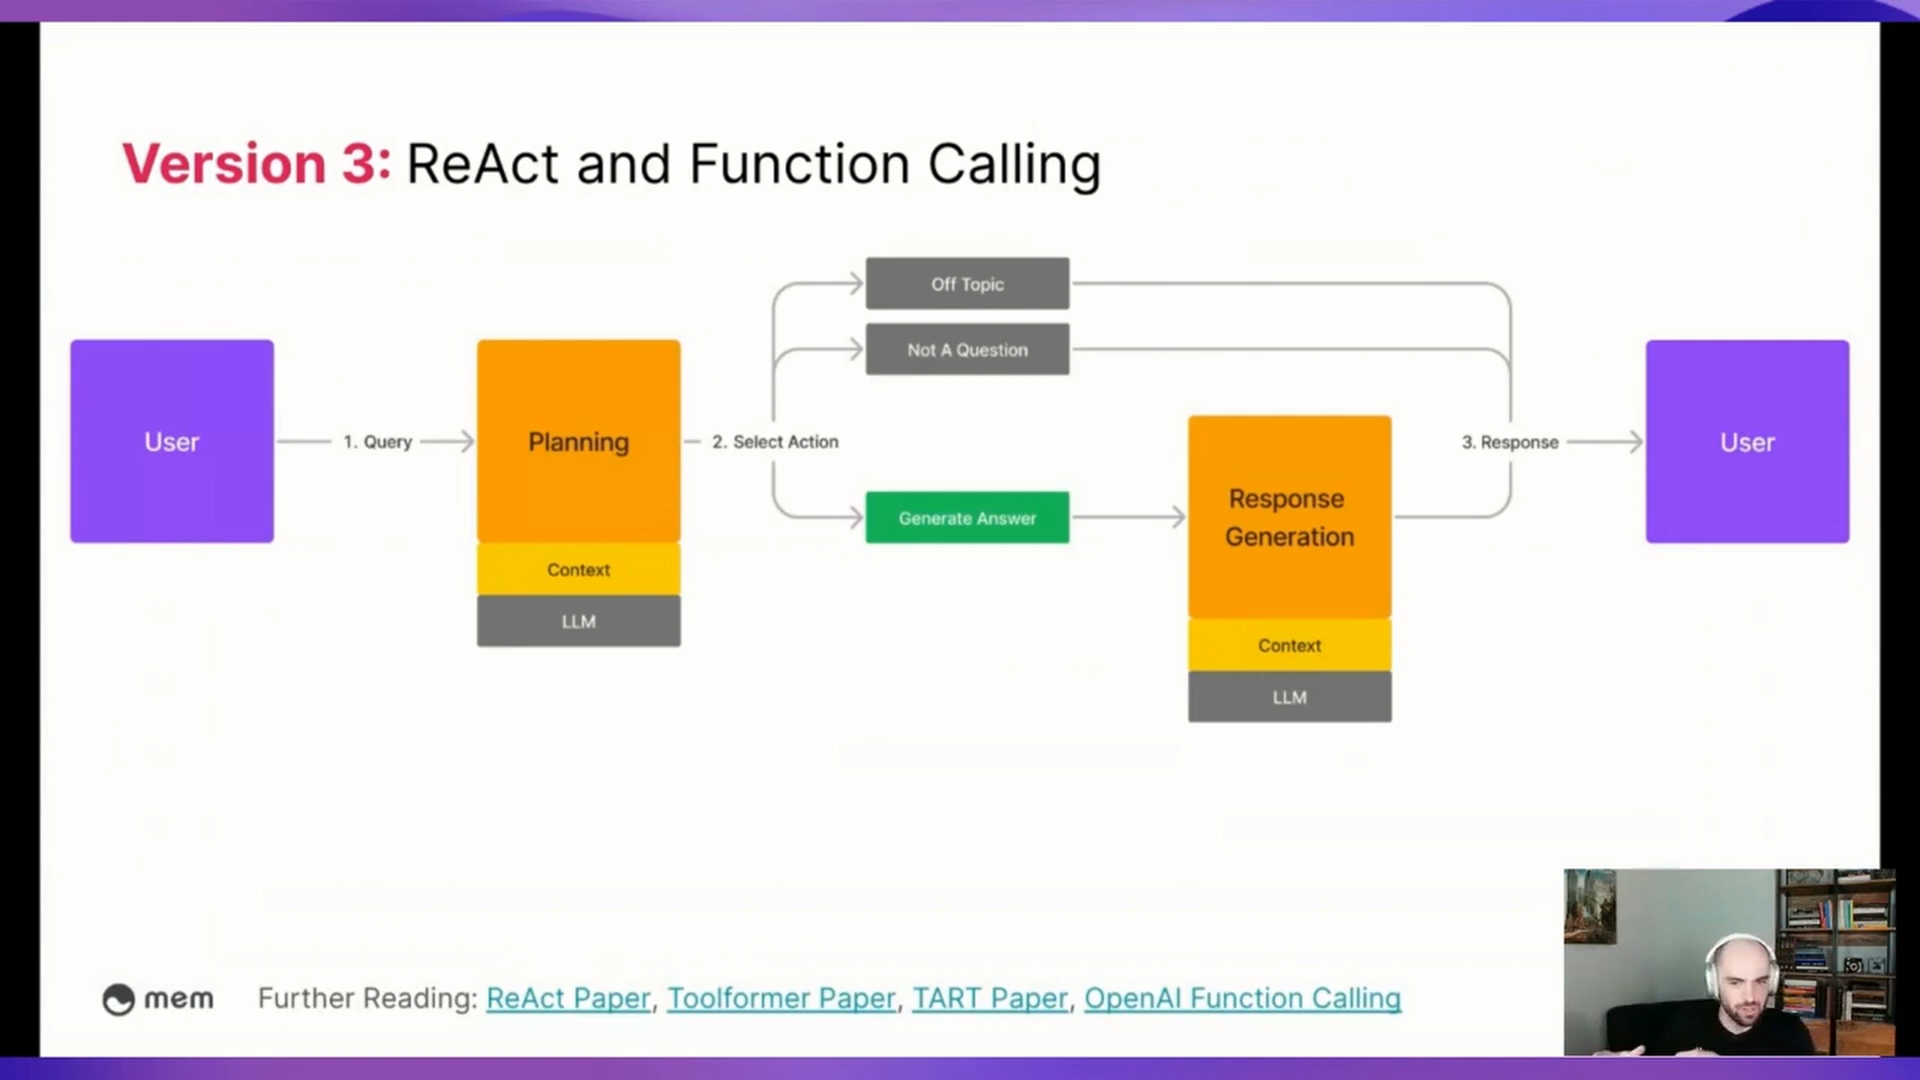 Version 3: ReAct and Function Calling
Off Topic
Not A Question
User
1. Query
Planning
2. Select Action
3. Response
User
Generate Answer
Response
Generation
Context
LLM
Context
LLM
mem
Further Reading: ReAct Paper, Toolformer Paper, TART Paper, OpenAI Function Calling